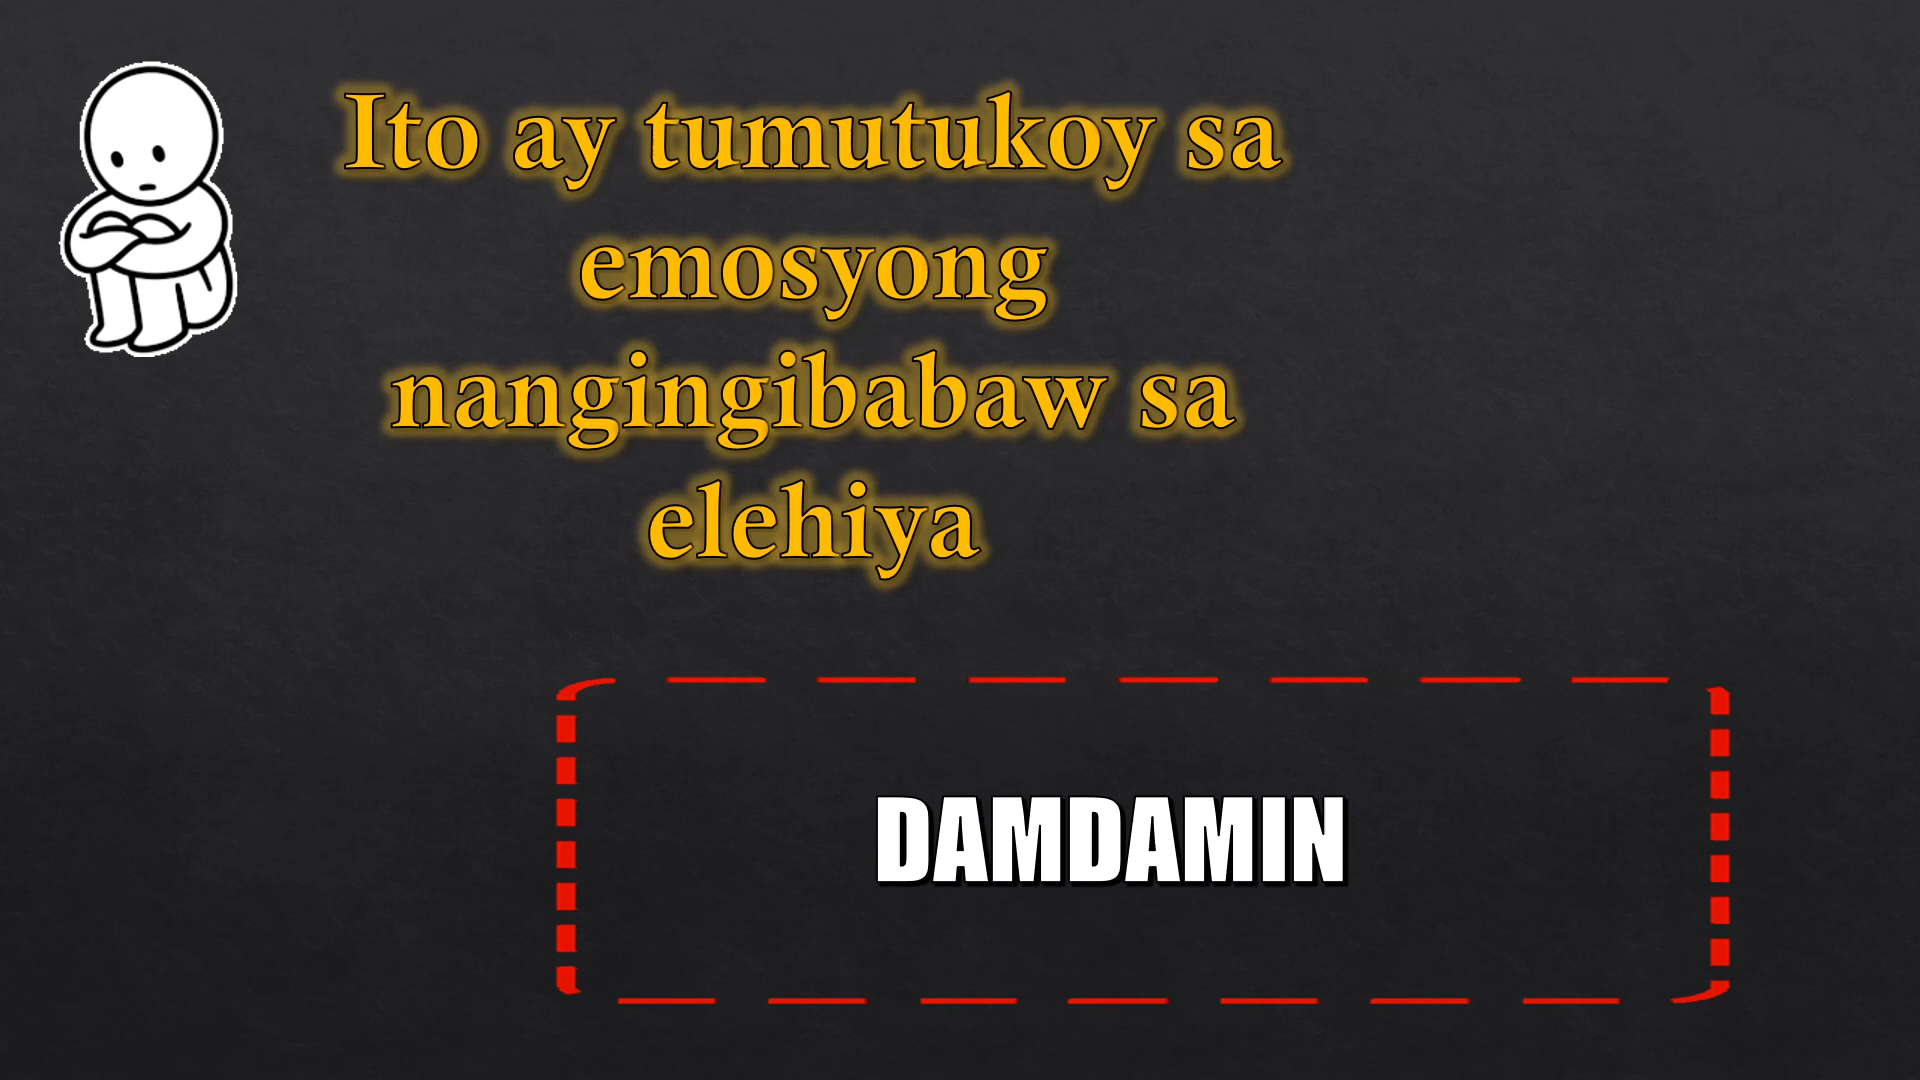 Ito ay tumutukoy sa
emosyong
nangingibabaw sa
elehiya
DAMDAMIN